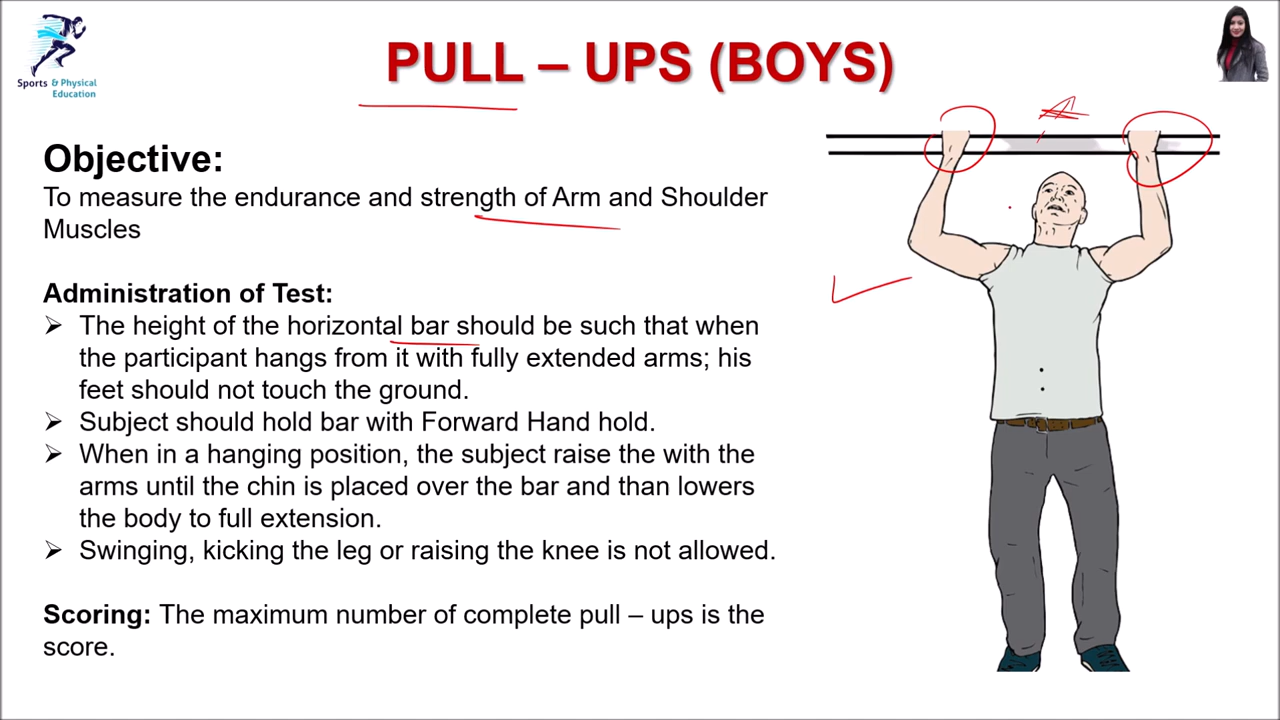 Sports & Physical
Education
PULL – UPS (BOYS)
Objective:
To measure the endurance and strength of Arm and Shoulder
Muscles
Administration of Test:
➢ The height of the horizontal bar should be such that when
the participant hangs from it with fully extended arms; his
feet should not touch the ground.
➢ Subject should hold bar with Forward Hand hold.
➢ When in a hanging position, the subject raise the with the
arms until the chin is placed over the bar and than lowers
the body to full extension.
➢ Swinging, kicking the leg or raising the knee is not allowed.
Scoring: The maximum number of complete pull – ups is the
score.